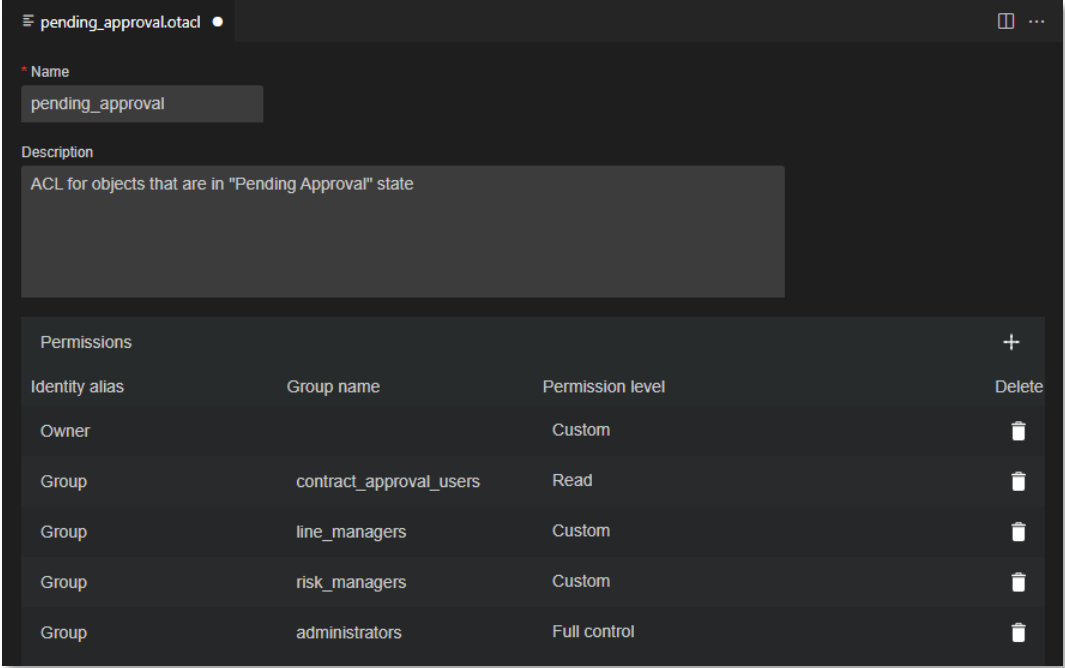 pending_approval.otacl
* Name
pending_approval
Description
ACL for objects that are in "Pending Approval" state
Permissions
Identity alias Group name Permission level Delete
Owner Custom
Group contract_approval_users Read
Group line_managers Custom
Group risk_managers Custom
Group administrators Full control